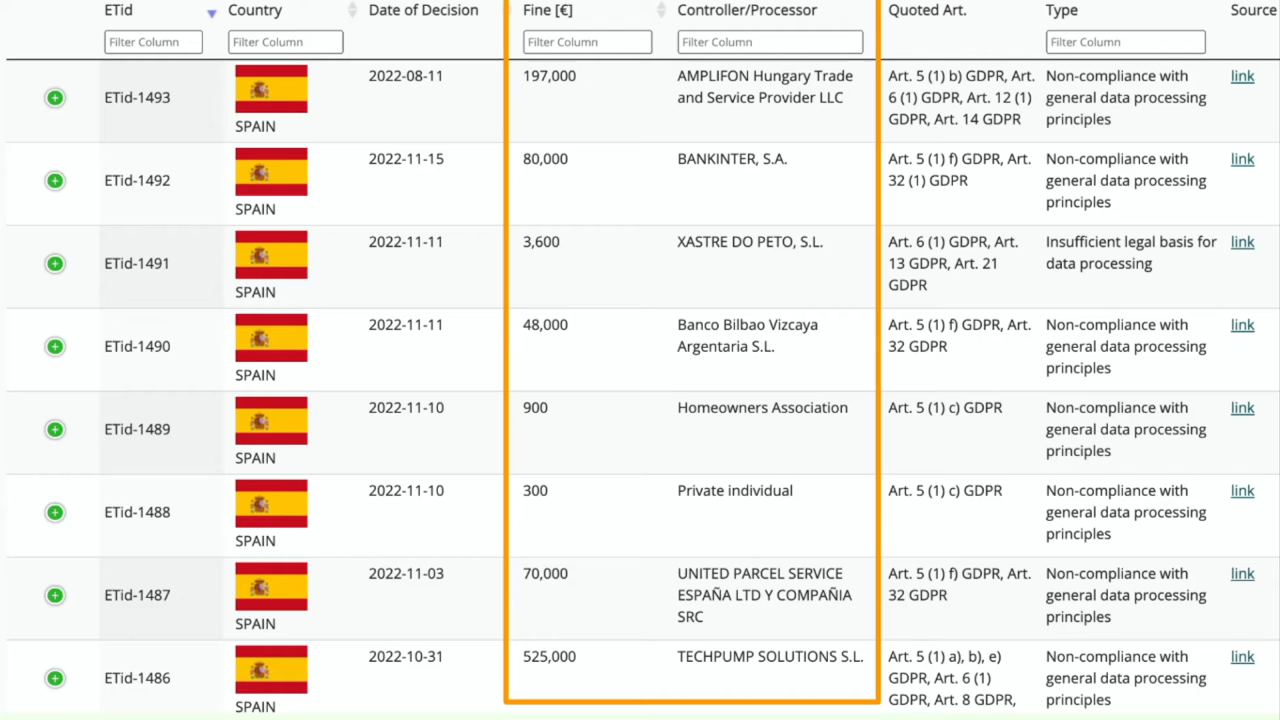 ETid Country Date of Decision Fine [€] Controller/Processor Quoted Art. Type Source
Filter Column Filter Column Filter Column Filter Column Filter Column
ETid-1493 SPAIN 2022-08-11 197,000 AMPLIFON Hungary Trade and Service Provider LLC Art. 5 (1) b) GDPR, Art. 6 (1) GDPR, Art. 12 (1) GDPR, Art. 14 GDPR Non-compliance with general data processing principles link
ETid-1492 SPAIN 2022-11-15 80,000 BANKINTER, S.A. Art. 5 (1) f) GDPR, Art. 32 (1) GDPR Non-compliance with general data processing principles link
ETid-1491 SPAIN 2022-11-11 3,600 XASTRE DO PETO, S.L. Art. 6 (1) GDPR, Art. 13 GDPR, Art. 21 GDPR Insufficient legal basis for data processing link
ETid-1490 SPAIN 2022-11-11 48,000 Banco Bilbao Vizcaya Argentaria S.L. Art. 5 (1) f) GDPR, Art. 32 GDPR Non-compliance with general data processing principles link
ETid-1489 SPAIN 2022-11-10 900 Homeowners Association Art. 5 (1) c) GDPR Non-compliance with general data processing principles link
ETid-1488 SPAIN 2022-11-10 300 Private individual Art. 5 (1) c) GDPR Non-compliance with general data processing principles link
ETid-1487 SPAIN 2022-11-03 70,000 UNITED PARCEL SERVICE ESPAÑA LTD Y COMPAÑIA SRC Art. 5 (1) f) GDPR, Art. 32 GDPR Non-compliance with general data processing principles link
ETid-1486 SPAIN 2022-10-31 525,000 TECHPUMP SOLUTIONS S.L. Art. 5 (1) a), b), e) GDPR, Art. 6 (1) GDPR, Art. 8 GDPR, Non-compliance with general data processing principles link